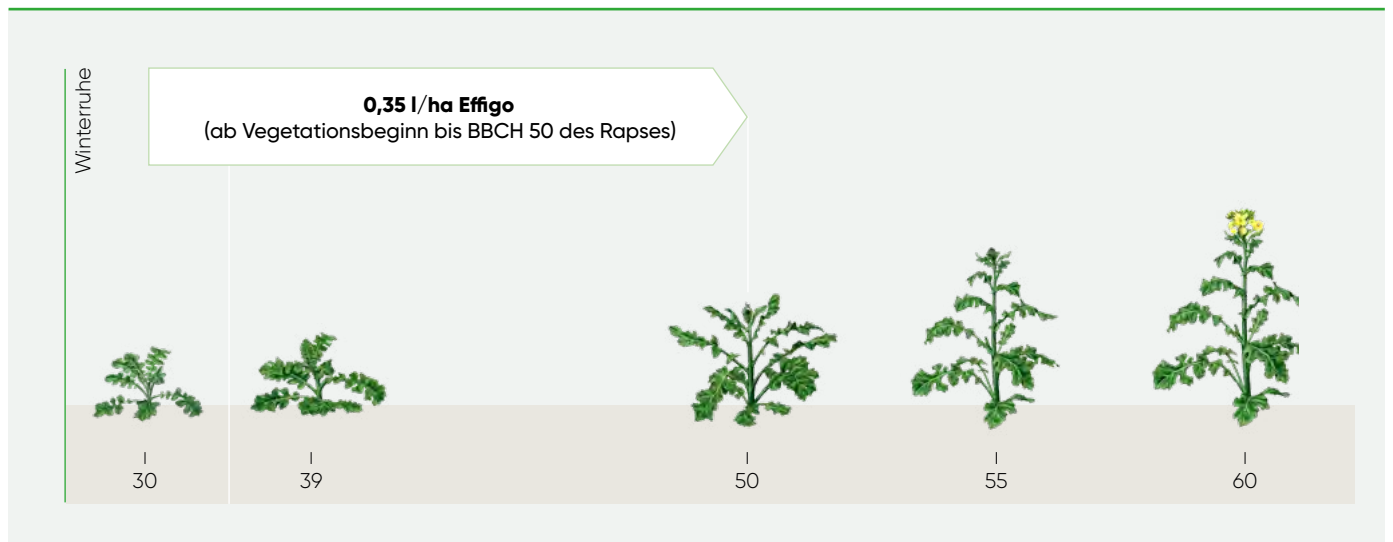 Winterruhe
0,35 l/ha Effigo
(ab Vegetationsbeginn bis BBCH 50 des Rapses)
30 39 50 55 60